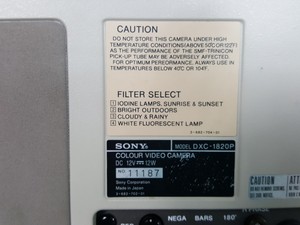 CAUTION
DO NOT STORE THIS CAMERA UNDER HIGH
TEMPERATURE CONDITIONS(ABOVE 50°C OR 122°F)
AS THE PERFORMANCE OF THE SMF-TRINICON
PICK-UP TUBE MAY BE ADVERSELY AFFECTED.
FOR OPTIMUM PERFORMANCE, ALWAYS USE IN
TEMPERATURES BELOW 40°C OR 104°F.
FILTER SELECT
1 IODINE LAMPS, SUNRISE & SUNSET
2 BRIGHT OUTDOORS
3 CLOUDY & RAINY
4 WHITE FLUORESCENT LAMP
SONY MODEL DXC-1820P
COLOUR VIDEO CAMERA
DC 12V 12W
NO 11187
Sony Corporation
Made in Japan
ATTE
NEGA BARS 180°